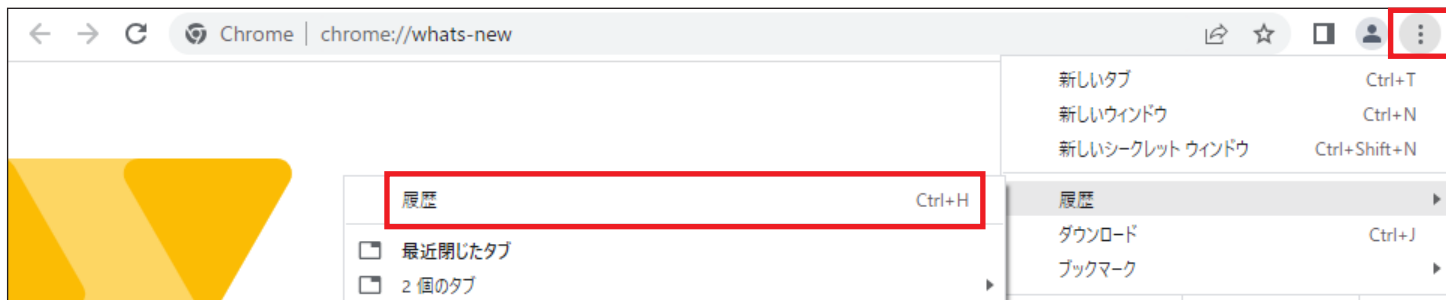 Chrome | chrome://whats-new
新しいタブ Ctrl+T
新しいウィンドウ Ctrl+N
新しいシークレット ウィンドウ Ctrl+Shift+N
履歴
ダウンロード Ctrl+J
ブックマーク
履歴 Ctrl+H
最近閉じたタブ
2 個のタブ